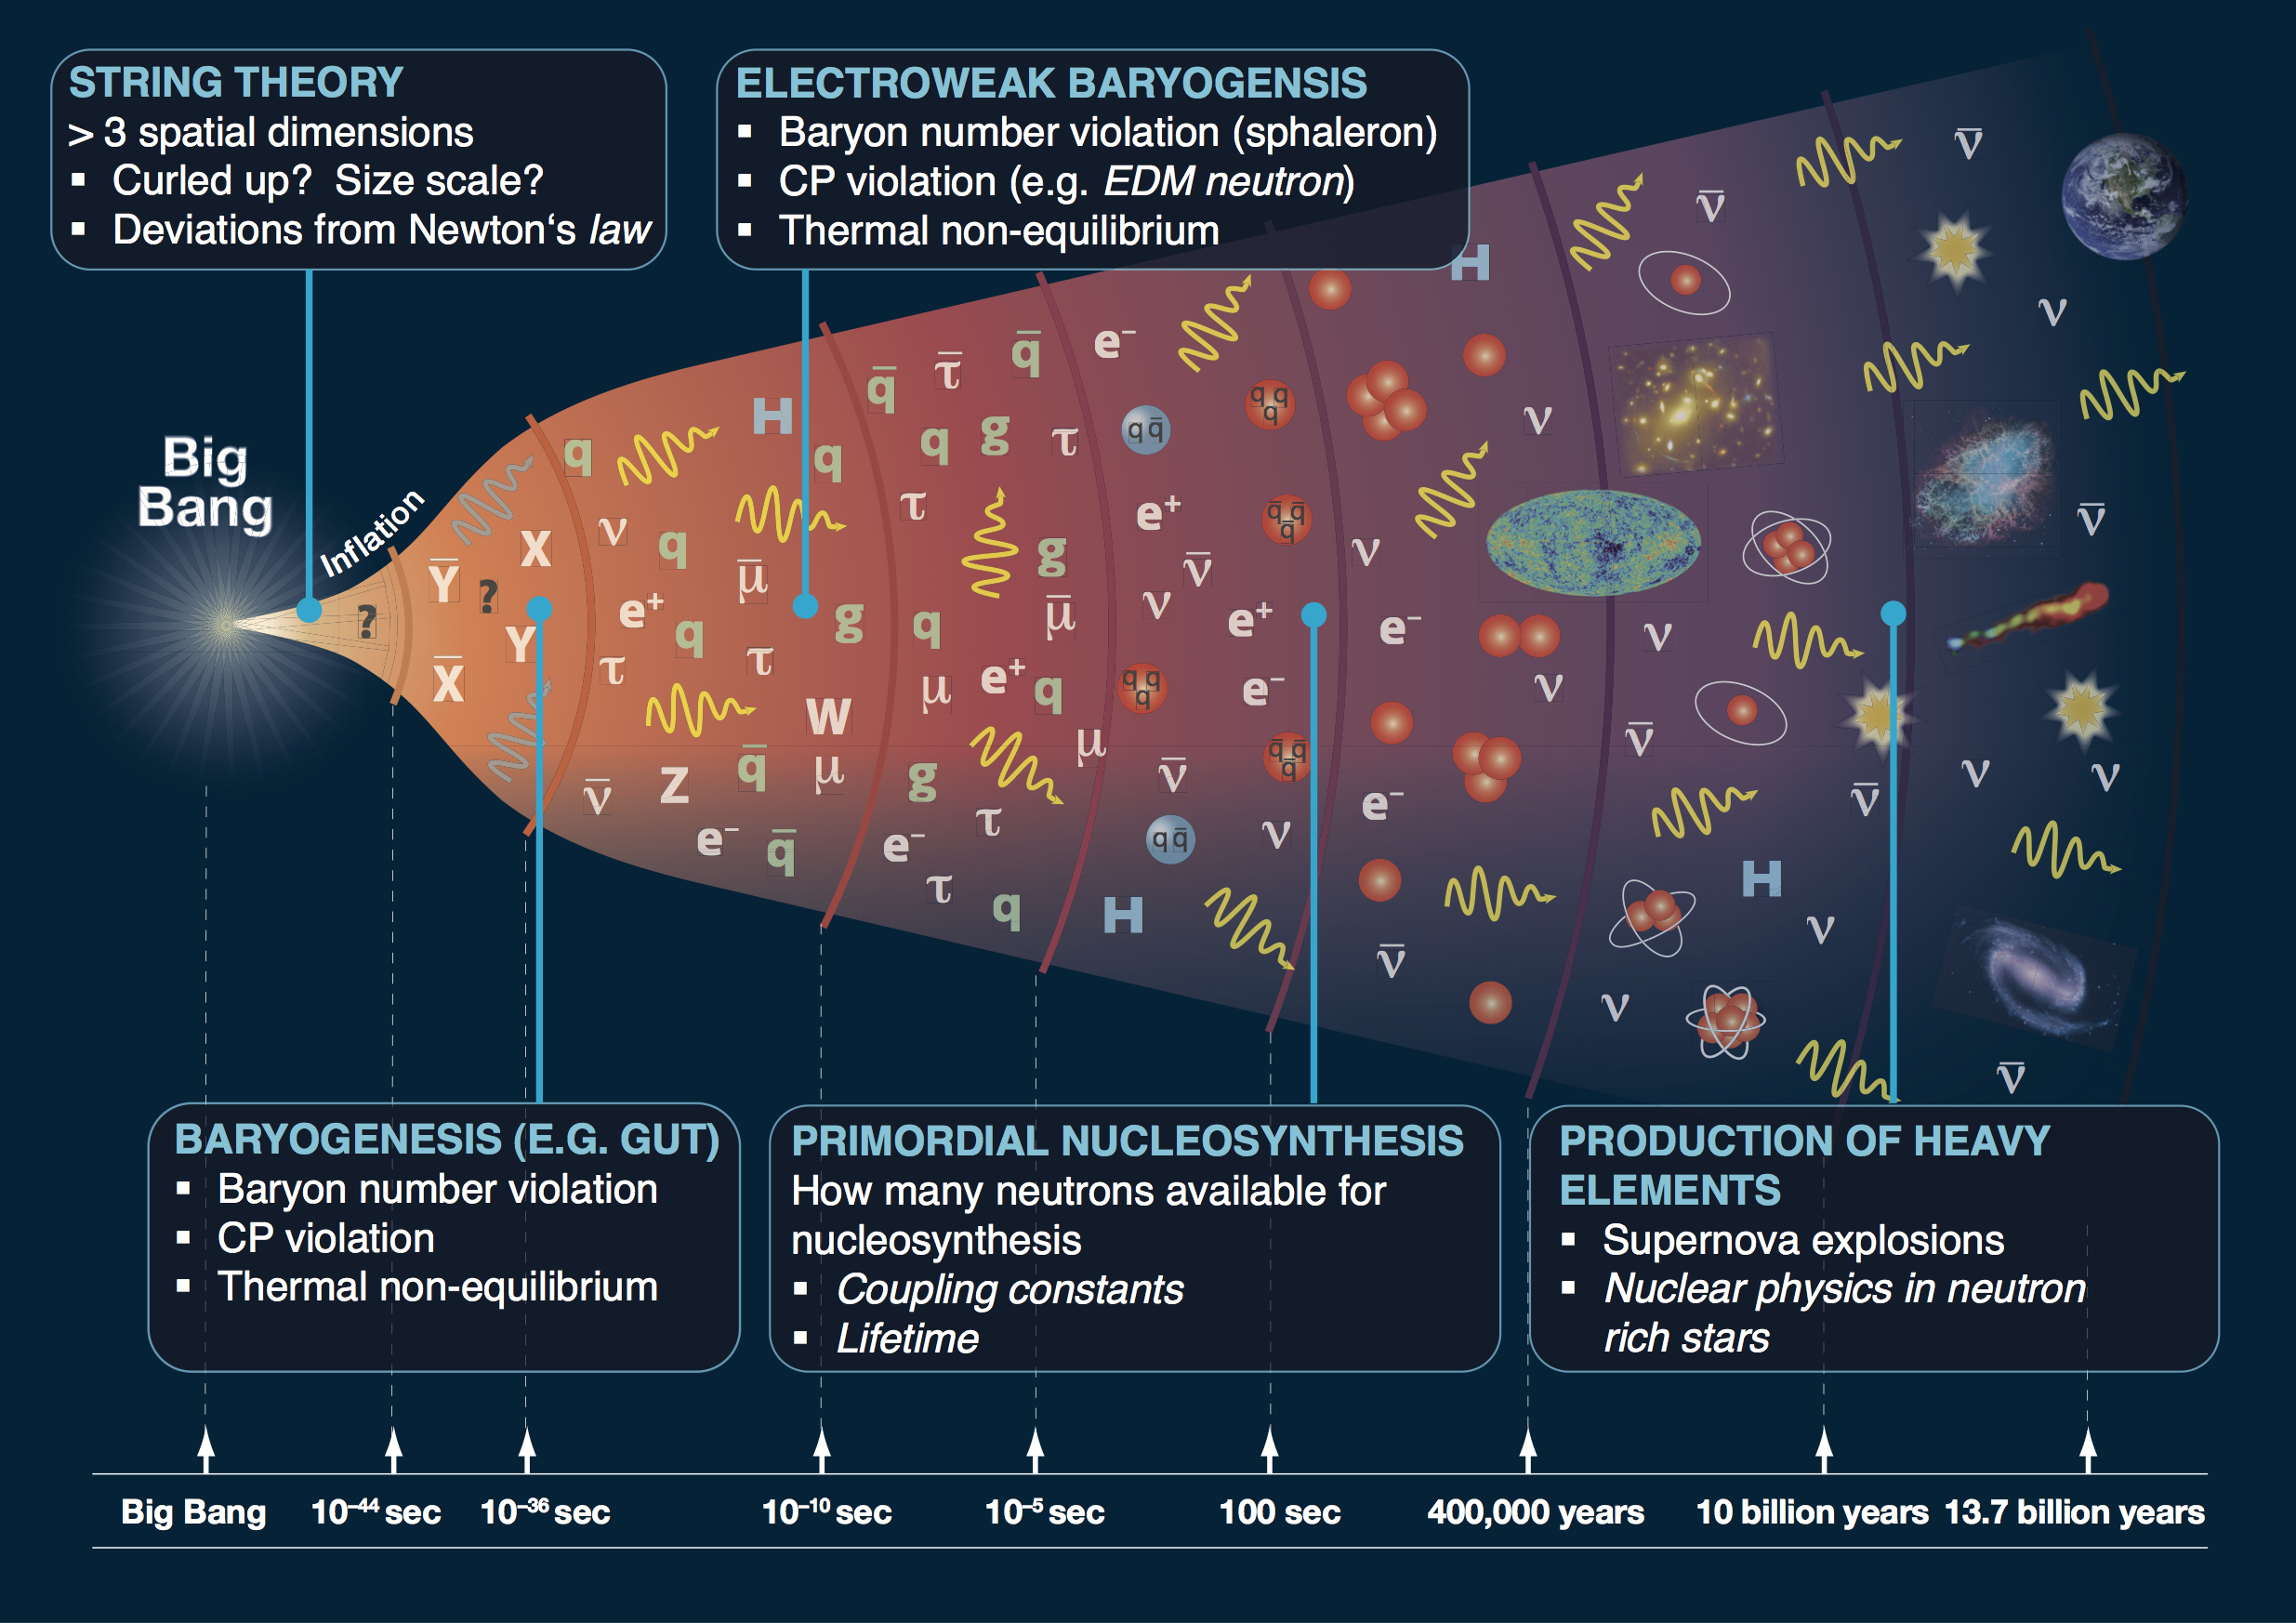 STRING THEORY
> 3 spatial dimensions
▪ Curled up?  Size scale?
▪ Deviations from Newton‘s law
ELECTROWEAK BARYOGENSIS
▪ Baryon number violation (sphaleron)
▪ CP violation (e.g. EDM neutron)
▪ Thermal non-equilibrium
Big
Bang
Inflation
?
Y̅
?
X
Y
X̅
q
ν
q
e⁺
q
τ
ν̅
Z
e⁻
q̅
q̅
H
q
μ̅
τ
g
W
μ
q̅
τ̅
q̅
q
g
τ
τ
g
q
μ̅
e⁺
μ
q
μ
g
e⁻
τ
τ
q
e⁻
q q̅
q q
q
e⁺
q̅ q̅
q̅
ν̅
ν
e⁺
q q
q
e⁻
q̅ q̅
q̅
ν̅
q q̅
ν
H
H
ν
ν
e⁻
ν
e⁻
ν̅
ν̅
ν
ν̅
H
ν
ν
ν̅
ν
ν̅
ν̅
ν
ν
ν̅
BARYOGENESIS (E.G. GUT)
▪ Baryon number violation
▪ CP violation
▪ Thermal non-equilibrium
PRIMORDIAL NUCLEOSYNTHESIS
How many neutrons available for
nucleosynthesis
▪ Coupling constants
▪ Lifetime
PRODUCTION OF HEAVY
ELEMENTS
▪ Supernova explosions
▪ Nuclear physics in neutron
rich stars
Big Bang 10⁻⁴⁴ sec 10⁻³⁶ sec 10⁻¹⁰ sec 10⁻⁵ sec 100 sec 400,000 years 10 billion years 13.7 billion years